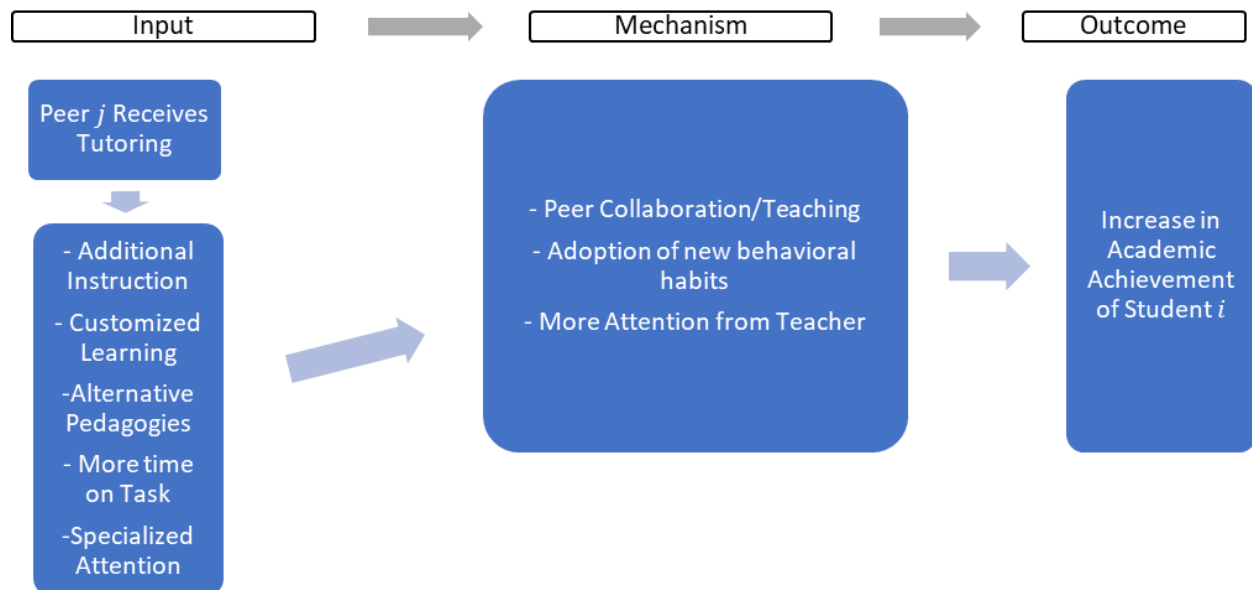 Input
Mechanism
Outcome
Peer j Receives
Tutoring
- Additional
Instruction
- Customized
Learning
-Alternative
Pedagogies
- More time
on Task
-Specialized
Attention
- Peer Collaboration/Teaching
- Adoption of new behavioral
habits
- More Attention from Teacher
Increase in
Academic
Achievement
of Student i